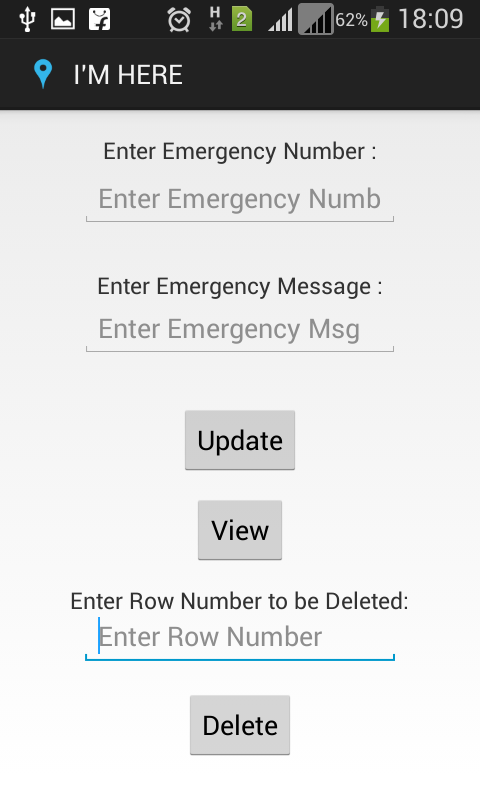 H 2 62% 18:09
I'M HERE
Enter Emergency Number :
Enter Emergency Numb
Enter Emergency Message :
Enter Emergency Msg
Update
View
Enter Row Number to be Deleted:
Enter Row Number
Delete